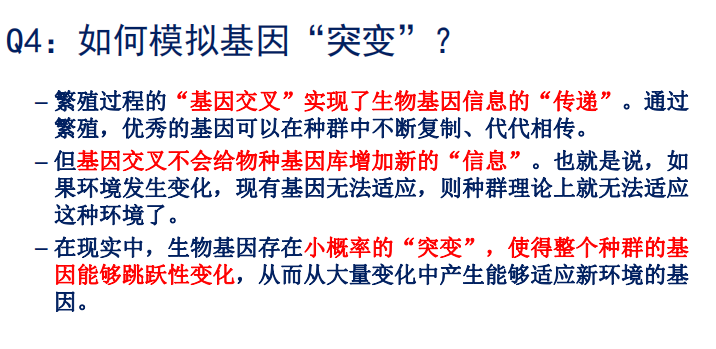 Q4：如何模拟基因“突变”？
– 繁殖过程的“基因交叉”实现了生物基因信息的“传递”。通过
繁殖，优秀的基因可以在种群中不断复制、代代相传。
– 但基因交叉不会给物种基因库增加新的“信息”。也就是说，如
果环境发生变化，现有基因无法适应，则种群理论上就无法适应
这种环境了。
– 在现实中，生物基因存在小概率的“突变”，使得整个种群的基
因能够跳跃性变化，从而从大量变化中产生能够适应新环境的基
因。